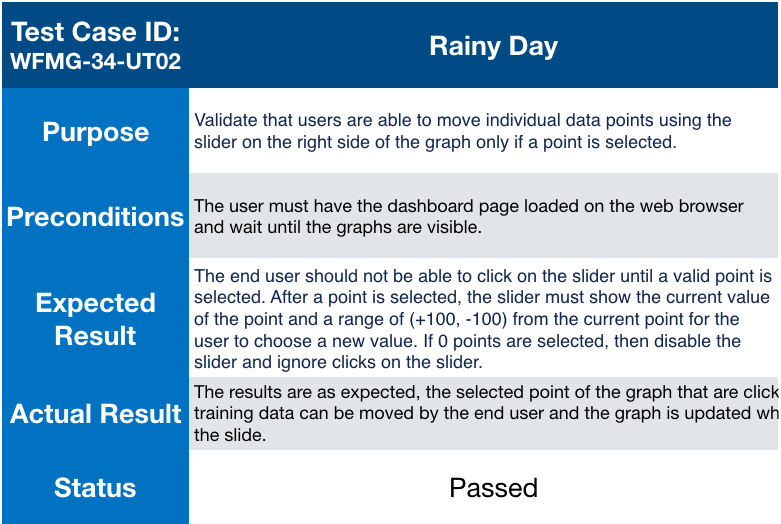 Test Case ID:
WFMG-34-UT02
Rainy Day
Purpose
Validate that users are able to move individual data points using the
slider on the right side of the graph only if a point is selected.
Preconditions
The user must have the dashboard page loaded on the web browser
and wait until the graphs are visible.
Expected
Result
The end user should not be able to click on the slider until a valid point is
selected. After a point is selected, the slider must show the current value
of the point and a range of (+100, -100) from the current point for the
user to choose a new value. If 0 points are selected, then disable the
slider and ignore clicks on the slider.
Actual Result
The results are as expected, the selected point of the graph that are click
training data can be moved by the end user and the graph is updated wh
the slide.
Status
Passed